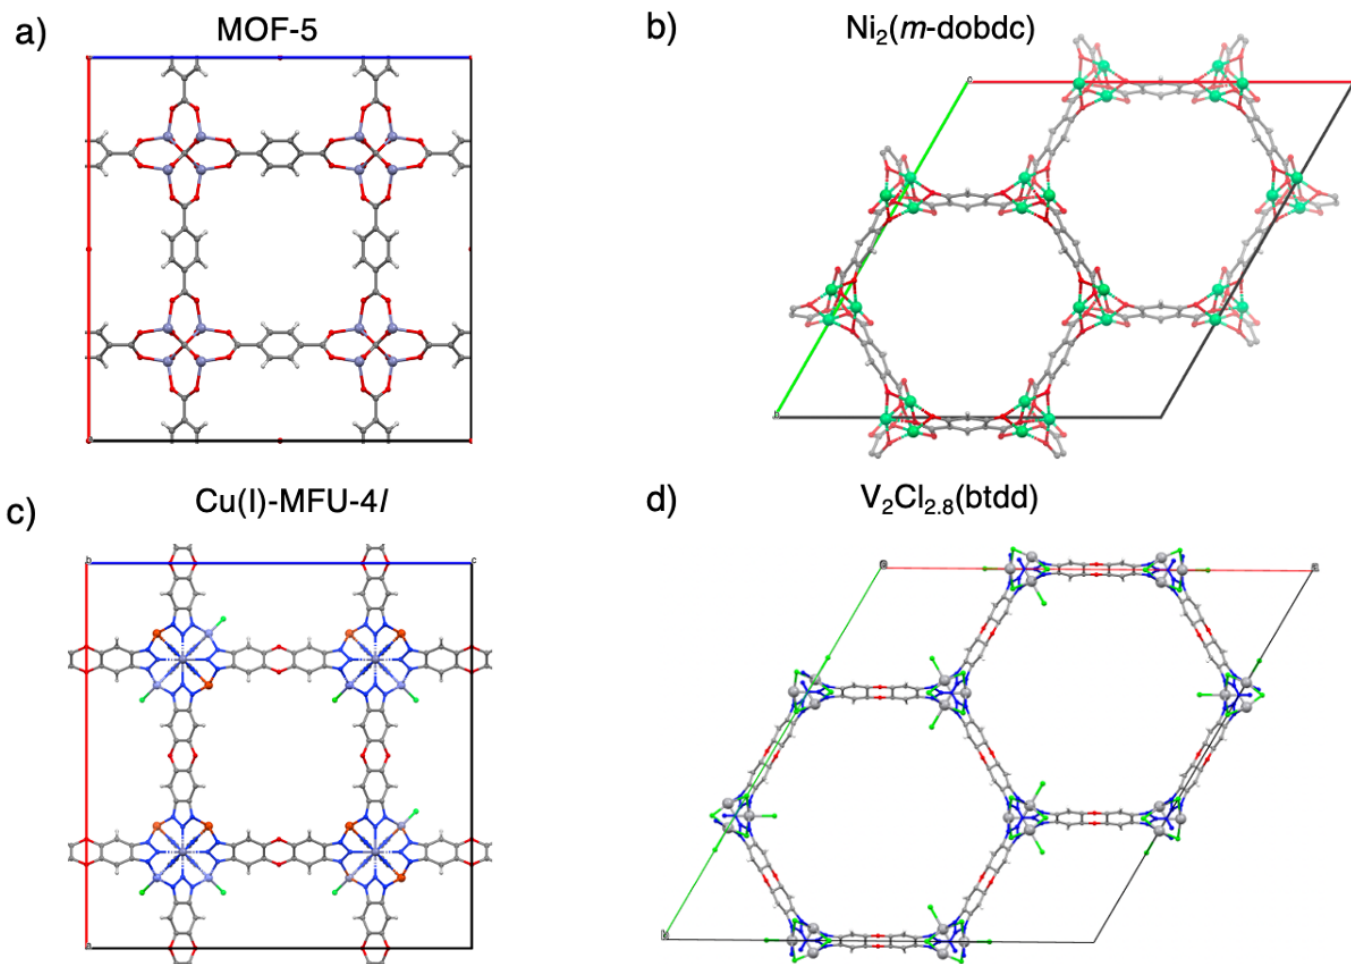 a) MOF-5
b) Ni₂(m-dobdc)
c) Cu(I)-MFU-4l
d) V₂Cl₂.₈(btdd)